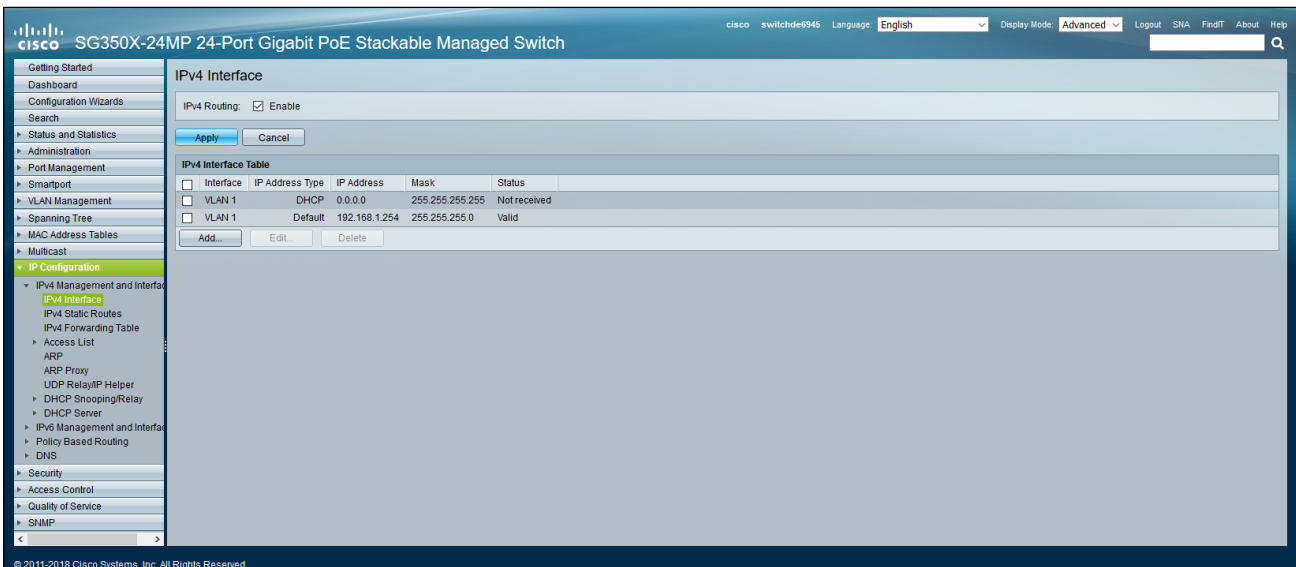 cisco switchde6945 Language: English Display Mode: Advanced Logout SNA FindIT About Help
CISCO SG350X-24MP 24-Port Gigabit PoE Stackable Managed Switch
Getting Started
Dashboard
Configuration Wizards
Search
Status and Statistics
Administration
Port Management
Smartport
VLAN Management
Spanning Tree
MAC Address Tables
Multicast
IP Configuration
IPv4 Management and Interfac
IPv4 Interface
IPv4 Static Routes
IPv4 Forwarding Table
Access List
ARP
ARP Proxy
UDP Relay/IP Helper
DHCP Snooping/Relay
DHCP Server
IPv6 Management and Interfac
Policy Based Routing
DNS
Security
Access Control
Quality of Service
SNMP
IPv4 Interface
IPv4 Routing: Enable
Apply Cancel
IPv4 Interface Table
Interface IP Address Type IP Address Mask Status
VLAN 1 DHCP 0.0.0.0 255.255.255.255 Not received
VLAN 1 Default 192.168.1.254 255.255.255.0 Valid
Add... Edit... Delete
© 2011-2018 Cisco Systems, Inc. All Rights Reserved.